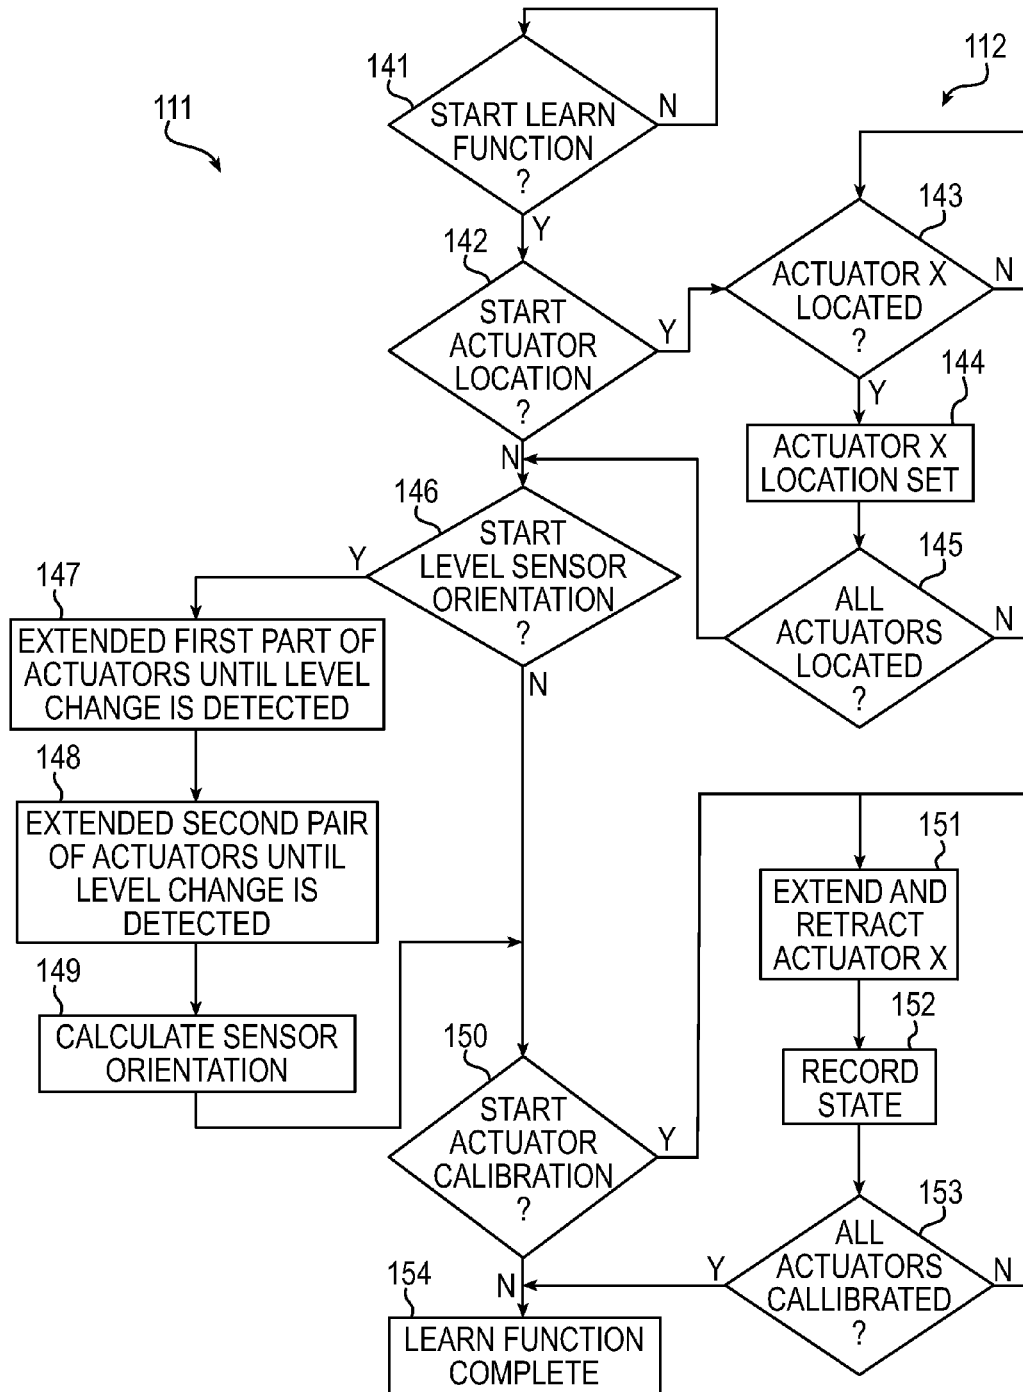 111
112
141
START LEARN
FUNCTION
?
N
Y
142
START
ACTUATOR
LOCATION
?
Y
N
143
ACTUATOR X
LOCATED
?
N
Y
144
ACTUATOR X
LOCATION SET
145
ALL
ACTUATORS
LOCATED
?
N
146
START
LEVEL SENSOR
ORIENTATION
?
Y
N
147
EXTENDED FIRST PART OF
ACTUATORS UNTIL LEVEL
CHANGE IS DETECTED
148
EXTENDED SECOND PAIR
OF ACTUATORS UNTIL
LEVEL CHANGE IS
DETECTED
149
CALCULATE SENSOR
ORIENTATION
150
START
ACTUATOR
CALIBRATION
?
Y
N
151
EXTEND AND
RETRACT
ACTUATOR X
152
RECORD
STATE
153
ALL
ACTUATORS
CALLIBRATED
?
Y
N
154
LEARN FUNCTION
COMPLETE